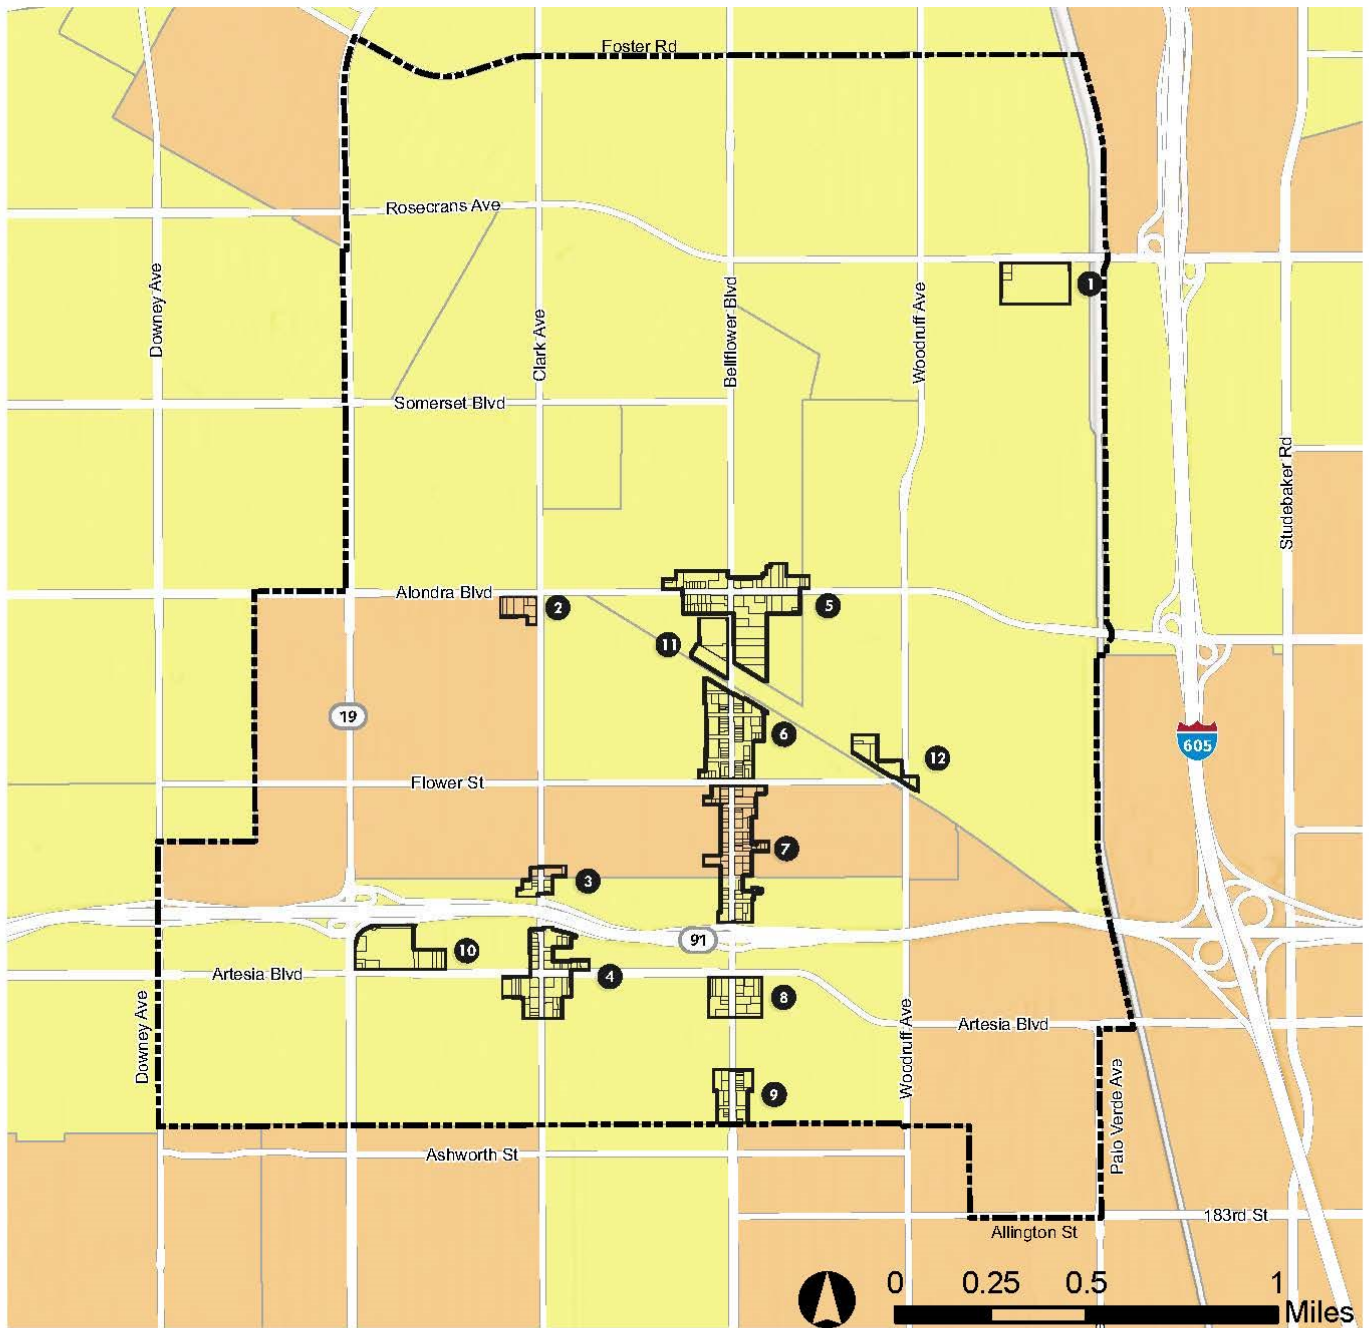 Foster Rd
Rosecrans Ave
Downey Ave
Clark Ave
Bellflower Blvd
Woodruff Ave
1
Somerset Blvd
Studebaker Rd
Alondra Blvd
2
5
11
19
6
605
12
Flower St
7
3
91
10
Artesia Blvd
4
8
Downey Ave
Woodruff Ave
Artesia Blvd
9
Palo Verde Ave
Ashworth St
183rd St
Allington St
0 0.25 0.5 1
Miles